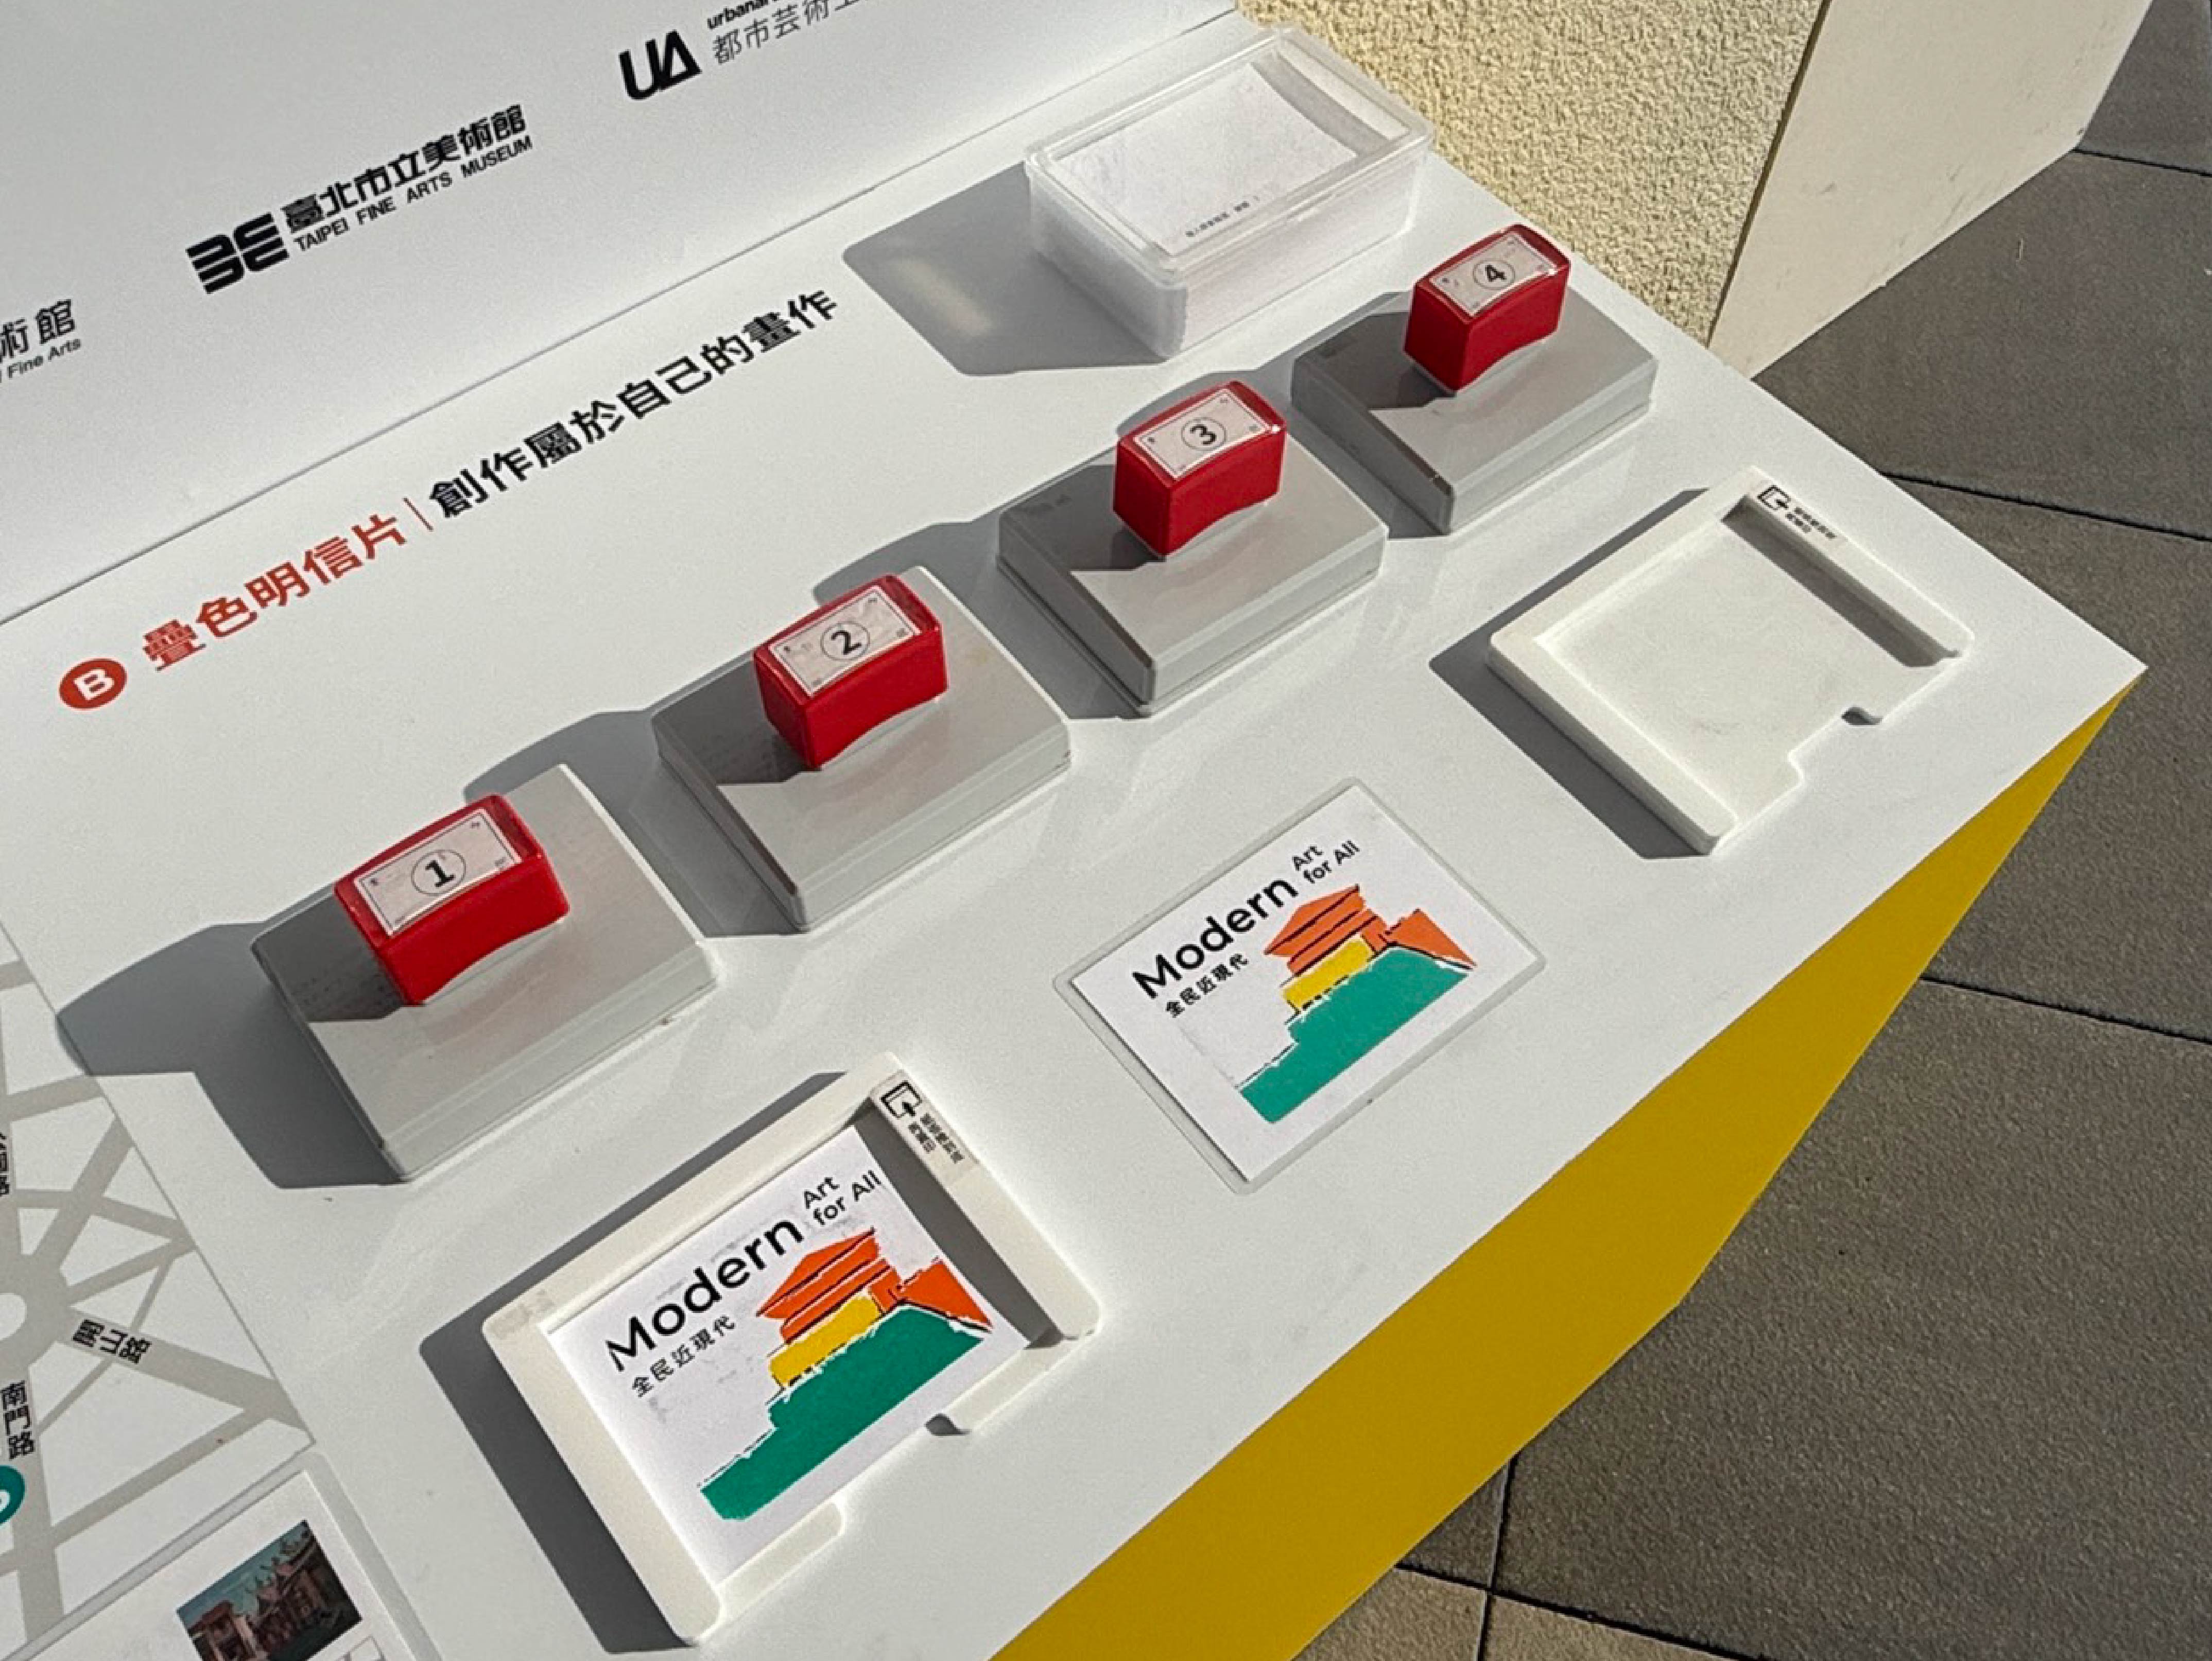 UA
都市芸術
臺北市立美術館
TAIPEI FINE ARTS MUSEUM
術館
Fine Arts
B 疊色明信片｜創作屬於自己的畫作
4
3
2
1
Modern Art for All
全民近現代
Modern Art for All
全民近現代
開山路
南門路